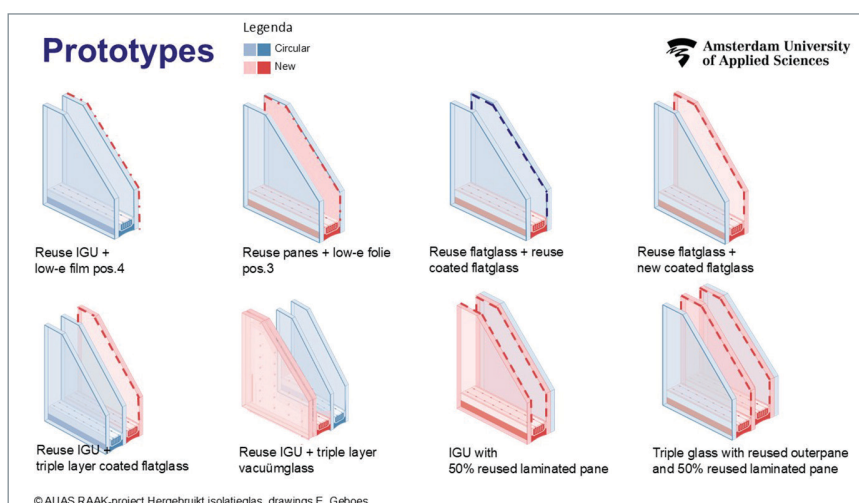 Prototypes
Legenda
Circular
New
Amsterdam University
of Applied Sciences
Reuse IGU +
low-e film pos.4
Reuse panes + low-e folie
pos.3
Reuse flatglass + reuse
coated flatglass
Reuse flatglass +
new coated flatglass
Reuse IGU +
triple layer coated flatglass
Reuse IGU + triple layer
vacuümglass
IGU with
50% reused laminated pane
Triple glass with reused outerpane
and 50% reused laminated pane
© AUAS RAAK-project Hergebruikt isolatieglas, drawings E. Geboes